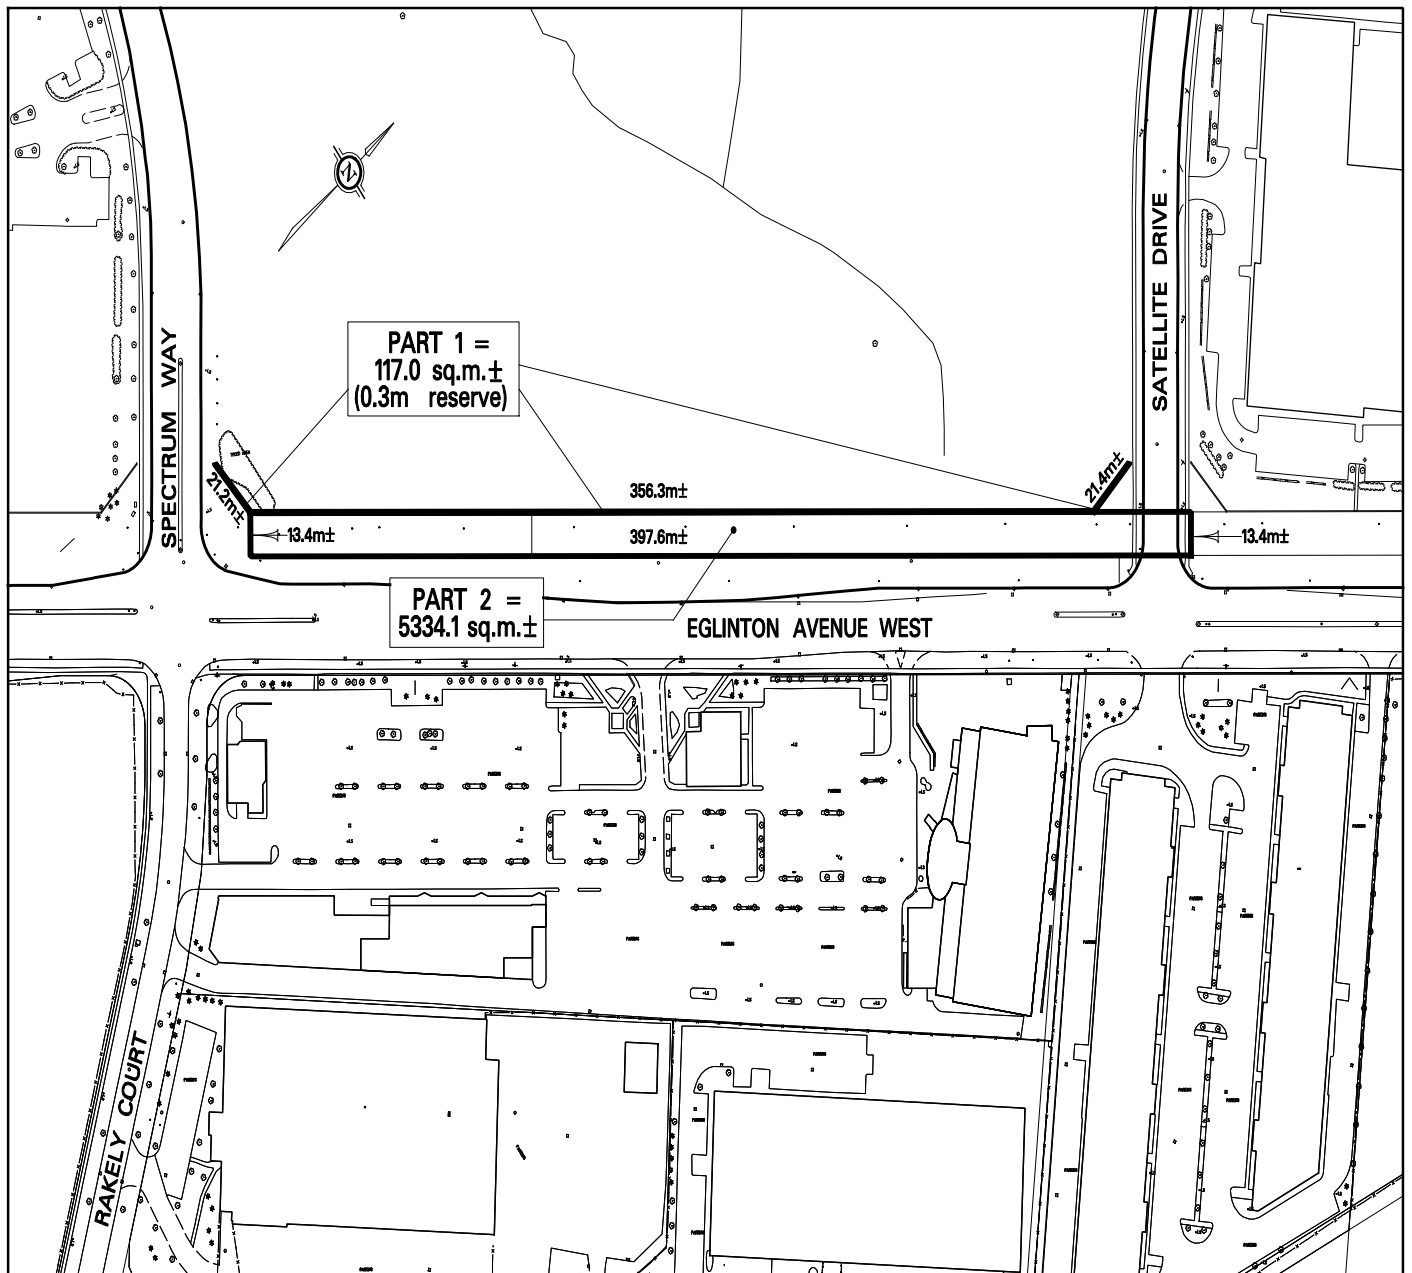 N
SATELLITE DRIVE
SPECTRUM WAY
PART 1 =
117.0 sq.m.±
(0.3m reserve)
21.2m±
356.3m±
21.4m±
13.4m±
397.6m±
13.4m±
PART 2 =
5334.1 sq.m.±
EGLINTON AVENUE WEST
RAKELY COURT